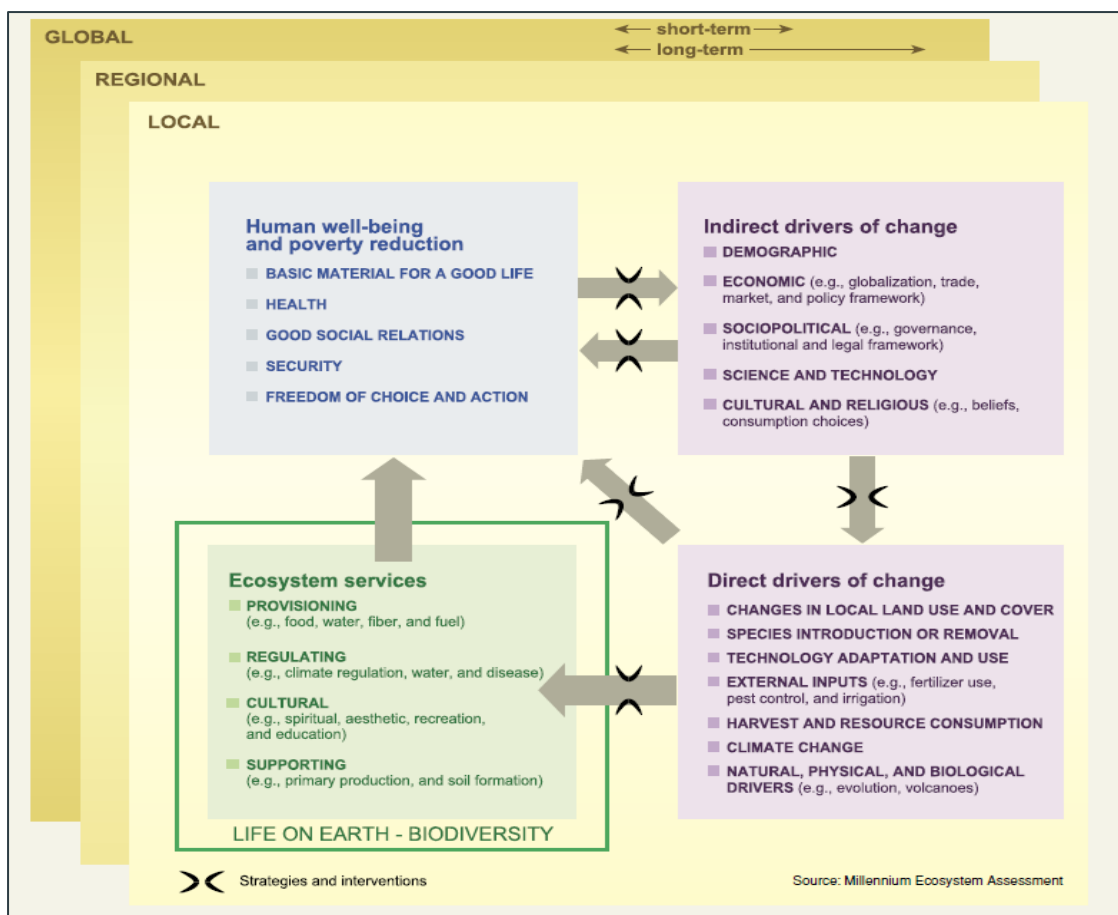 GLOBAL
short-term
long-term
REGIONAL
LOCAL
Human well-being
and poverty reduction
BASIC MATERIAL FOR A GOOD LIFE
HEALTH
GOOD SOCIAL RELATIONS
SECURITY
FREEDOM OF CHOICE AND ACTION
Indirect drivers of change
DEMOGRAPHIC
ECONOMIC (e.g., globalization, trade,
market, and policy framework)
SOCIOPOLITICAL (e.g., governance,
institutional and legal framework)
SCIENCE AND TECHNOLOGY
CULTURAL AND RELIGIOUS (e.g., beliefs,
consumption choices)
Ecosystem services
PROVISIONING
(e.g., food, water, fiber, and fuel)
REGULATING
(e.g., climate regulation, water, and disease)
CULTURAL
(e.g., spiritual, aesthetic, recreation,
and education)
SUPPORTING
(e.g., primary production, and soil formation)
LIFE ON EARTH - BIODIVERSITY
Direct drivers of change
CHANGES IN LOCAL LAND USE AND COVER
SPECIES INTRODUCTION OR REMOVAL
TECHNOLOGY ADAPTATION AND USE
EXTERNAL INPUTS (e.g., fertilizer use,
pest control, and irrigation)
HARVEST AND RESOURCE CONSUMPTION
CLIMATE CHANGE
NATURAL, PHYSICAL, AND BIOLOGICAL
DRIVERS (e.g., evolution, volcanoes)
Strategies and interventions
Source: Millennium Ecosystem Assessment